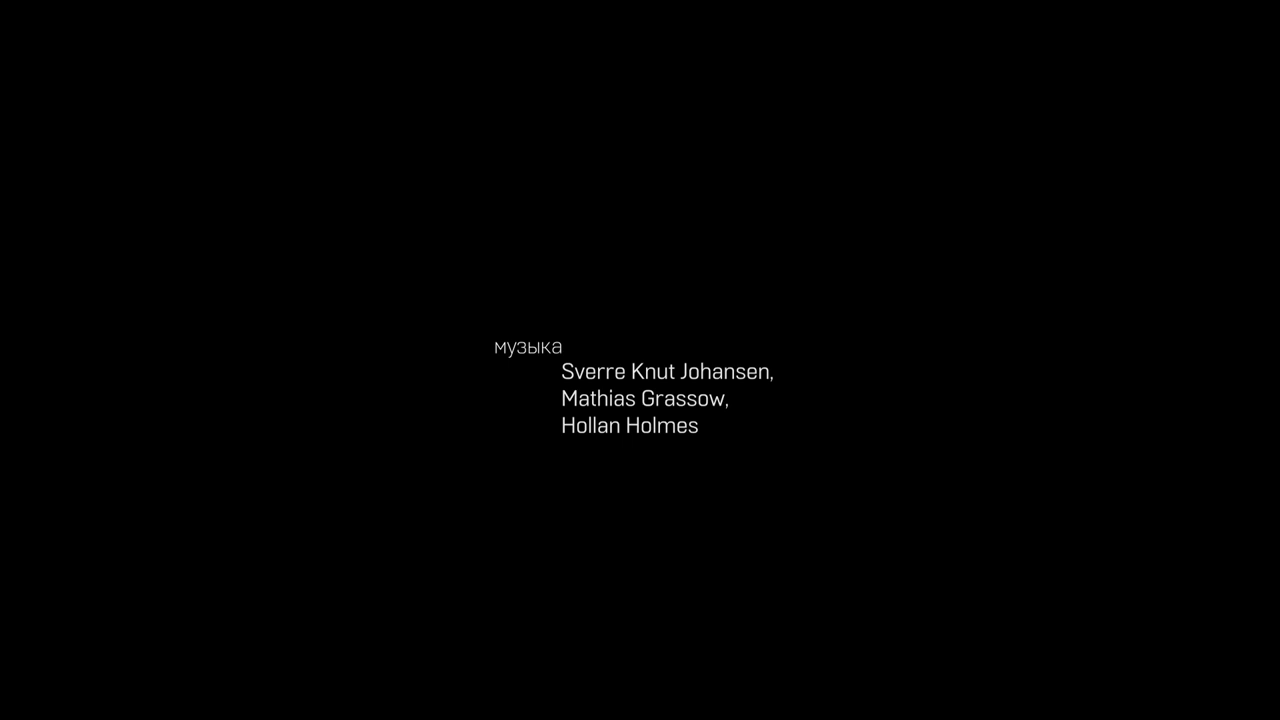 музыка
Sverre Knut Johansen,
Mathias Grassow,
Hollan Holmes